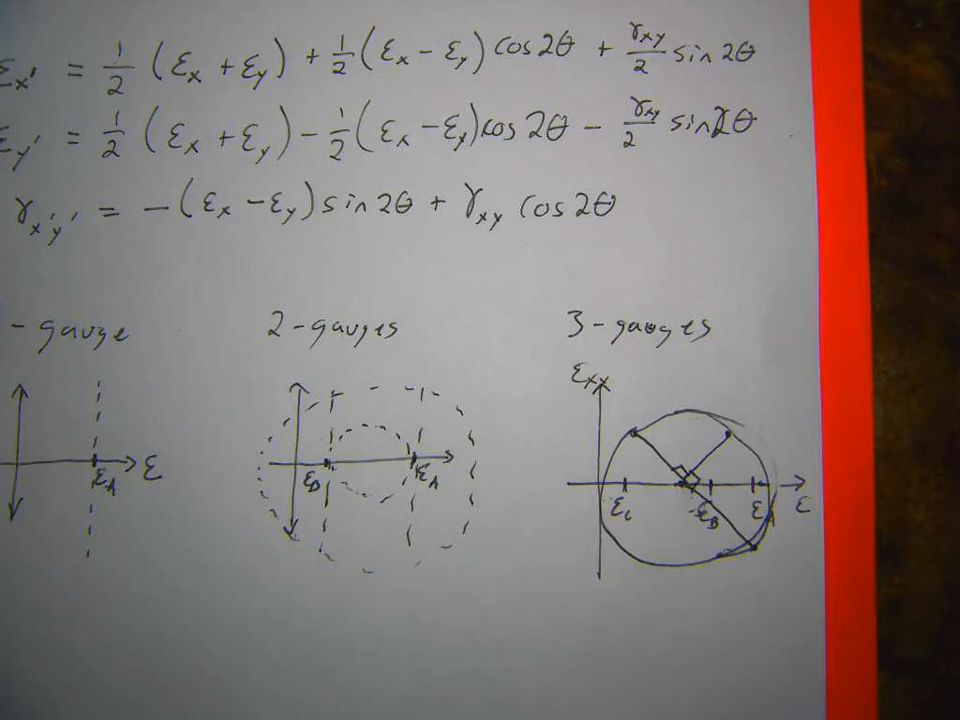 εx' = 1/2 (εx + εy) + 1/2 (εx − εy) cos 2θ + γxy/2 sin 2θ
εy' = 1/2 (εx + εy) − 1/2 (εx − εy) cos 2θ − γxy/2 sin 2θ
γx'y' = −(εx − εy) sin 2θ + γxy cos 2θ
-gauge 2-gauges 3-gauges
εxx
εA ε
εB εA
εc εB ε ε